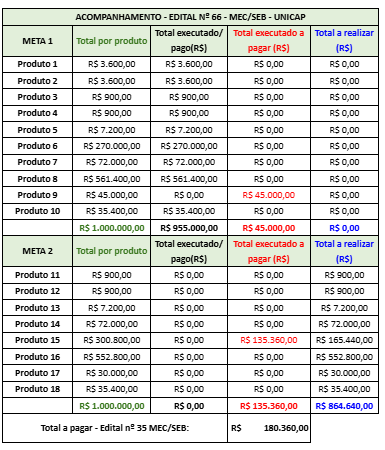 ACOMPANHAMENTO - EDITAL Nº 66 - MEC/SEB - UNICAP
META 1 Total por produto Total executado/ pago(R$) Total executado a pagar (R$) Total a realizar (R$)
Produto 1 R$ 3.600,00 R$ 3.600,00 R$ 0,00 R$ 0,00
Produto 2 R$ 3.600,00 R$ 3.600,00 R$ 0,00 R$ 0,00
Produto 3 R$ 900,00 R$ 900,00 R$ 0,00 R$ 0,00
Produto 4 R$ 900,00 R$ 900,00 R$ 0,00 R$ 0,00
Produto 5 R$ 7.200,00 R$ 7.200,00 R$ 0,00 R$ 0,00
Produto 6 R$ 270.000,00 R$ 270.000,00 R$ 0,00 R$ 0,00
Produto 7 R$ 72.000,00 R$ 72.000,00 R$ 0,00 R$ 0,00
Produto 8 R$ 561.400,00 R$ 561.400,00 R$ 0,00 R$ 0,00
Produto 9 R$ 45.000,00 R$ 0,00 R$ 45.000,00 R$ 0,00
Produto 10 R$ 35.400,00 R$ 35.400,00 R$ 0,00 R$ 0,00
R$ 1.000.000,00 R$ 955.000,00 R$ 45.000,00 R$ 0,00
META 2 Total por produto Total executado/ pago(R$) Total executado a pagar (R$) Total a realizar (R$)
Produto 11 R$ 900,00 R$ 0,00 R$ 0,00 R$ 900,00
Produto 12 R$ 900,00 R$ 0,00 R$ 0,00 R$ 900,00
Produto 13 R$ 7.200,00 R$ 0,00 R$ 0,00 R$ 7.200,00
Produto 14 R$ 72.000,00 R$ 0,00 R$ 0,00 R$ 72.000,00
Produto 15 R$ 300.800,00 R$ 0,00 R$ 135.360,00 R$ 165.440,00
Produto 16 R$ 552.800,00 R$ 0,00 R$ 0,00 R$ 552.800,00
Produto 17 R$ 30.000,00 R$ 0,00 R$ 0,00 R$ 30.000,00
Produto 18 R$ 35.400,00 R$ 0,00 R$ 0,00 R$ 35.400,00
R$ 1.000.000,00 R$ 0,00 R$ 135.360,00 R$ 864.640,00
Total a pagar - Edital nº 35 MEC/SEB: R$ 180.360,00